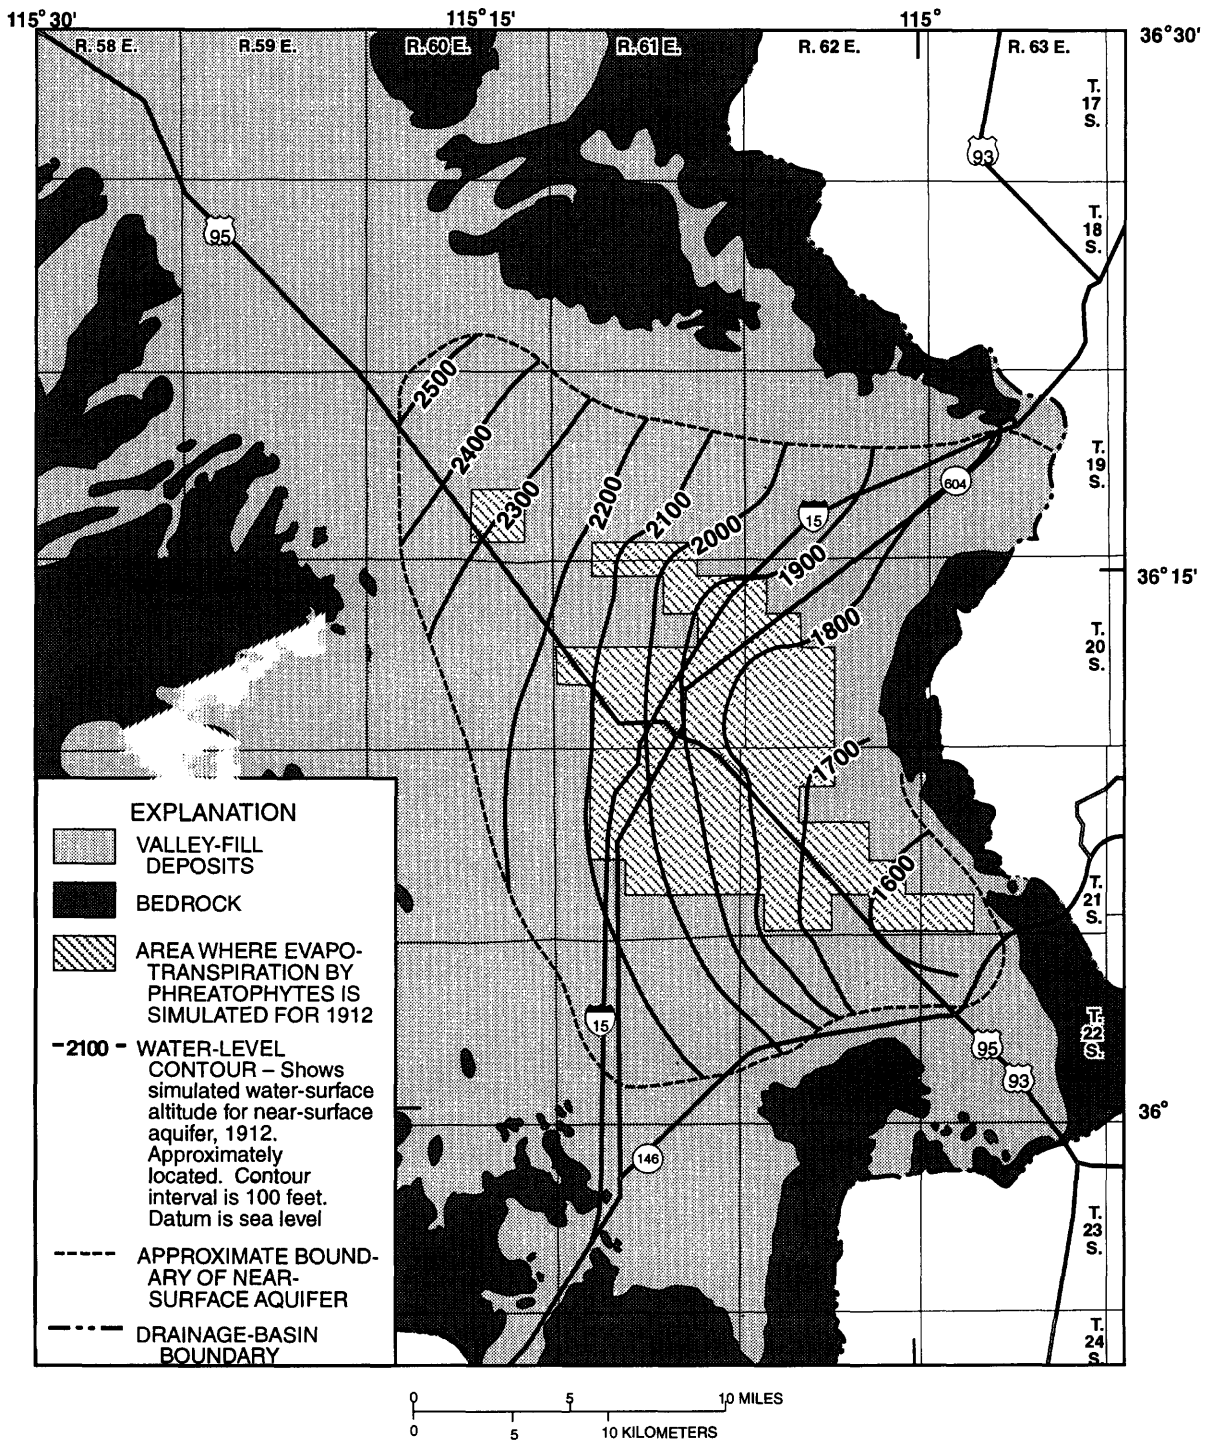 115° 30'
115° 15'
115°
R. 58 E.
R.59 E.
R. 60 E.
R. 61 E.
R. 62 E.
R. 63 E.
36° 30'
T.
17
S.
93
T.
18
S.
95
2500
2400
2300
2200
2100
2000
1900
1800
1700
1600
T.
19
S.
604
15
36° 15'
T.
20
S.
EXPLANATION
VALLEY-FILL
DEPOSITS
BEDROCK
AREA WHERE EVAPO-
TRANSPIRATION BY
PHREATOPHYTES IS
SIMULATED FOR 1912
2100
WATER-LEVEL
CONTOUR – Shows
simulated water-surface
altitude for near-surface
aquifer, 1912.
Approximately
located. Contour
interval is 100 feet.
Datum is sea level
APPROXIMATE BOUND-
ARY OF NEAR-
SURFACE AQUIFER
DRAINAGE-BASIN
BOUNDARY
T.
21
S.
15
T.
22
S.
95
93
36°
146
T.
23
S.
T.
24
S.
0 5 10 MILES
0 5 10 KILOMETERS